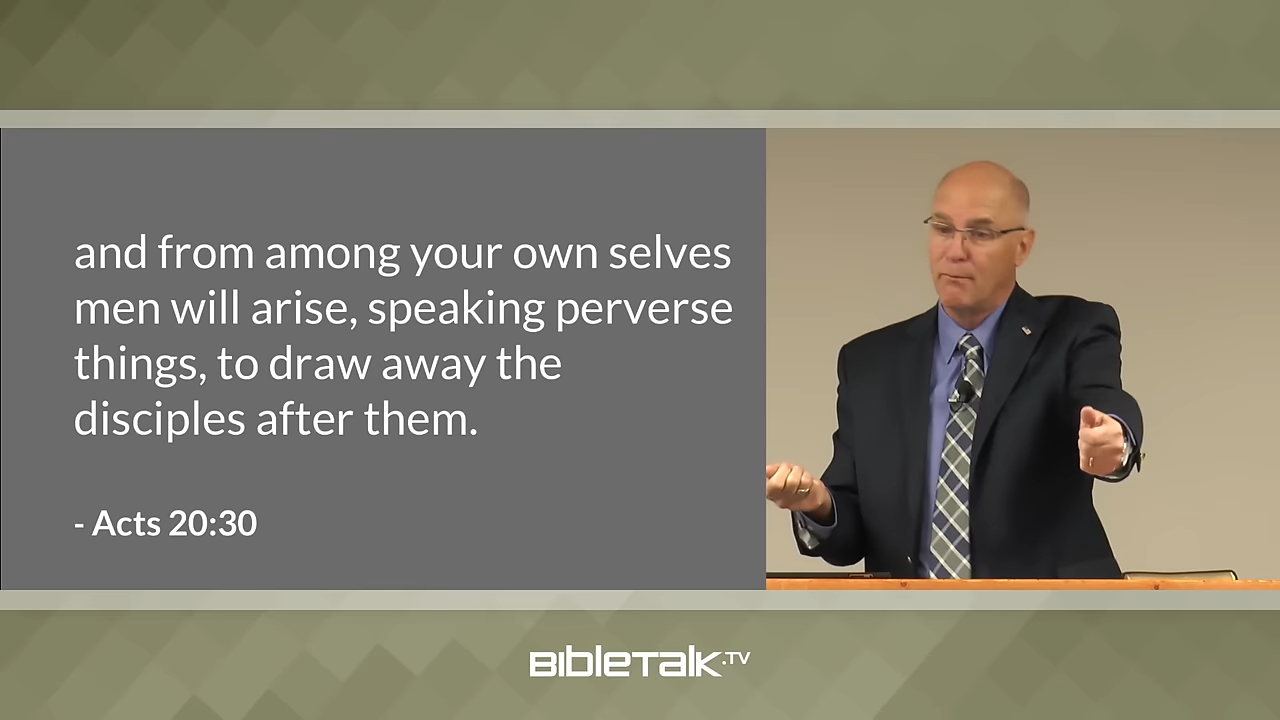 and from among your own selves
men will arise, speaking perverse
things, to draw away the
disciples after them.
- Acts 20:30
BibleTalk.TV